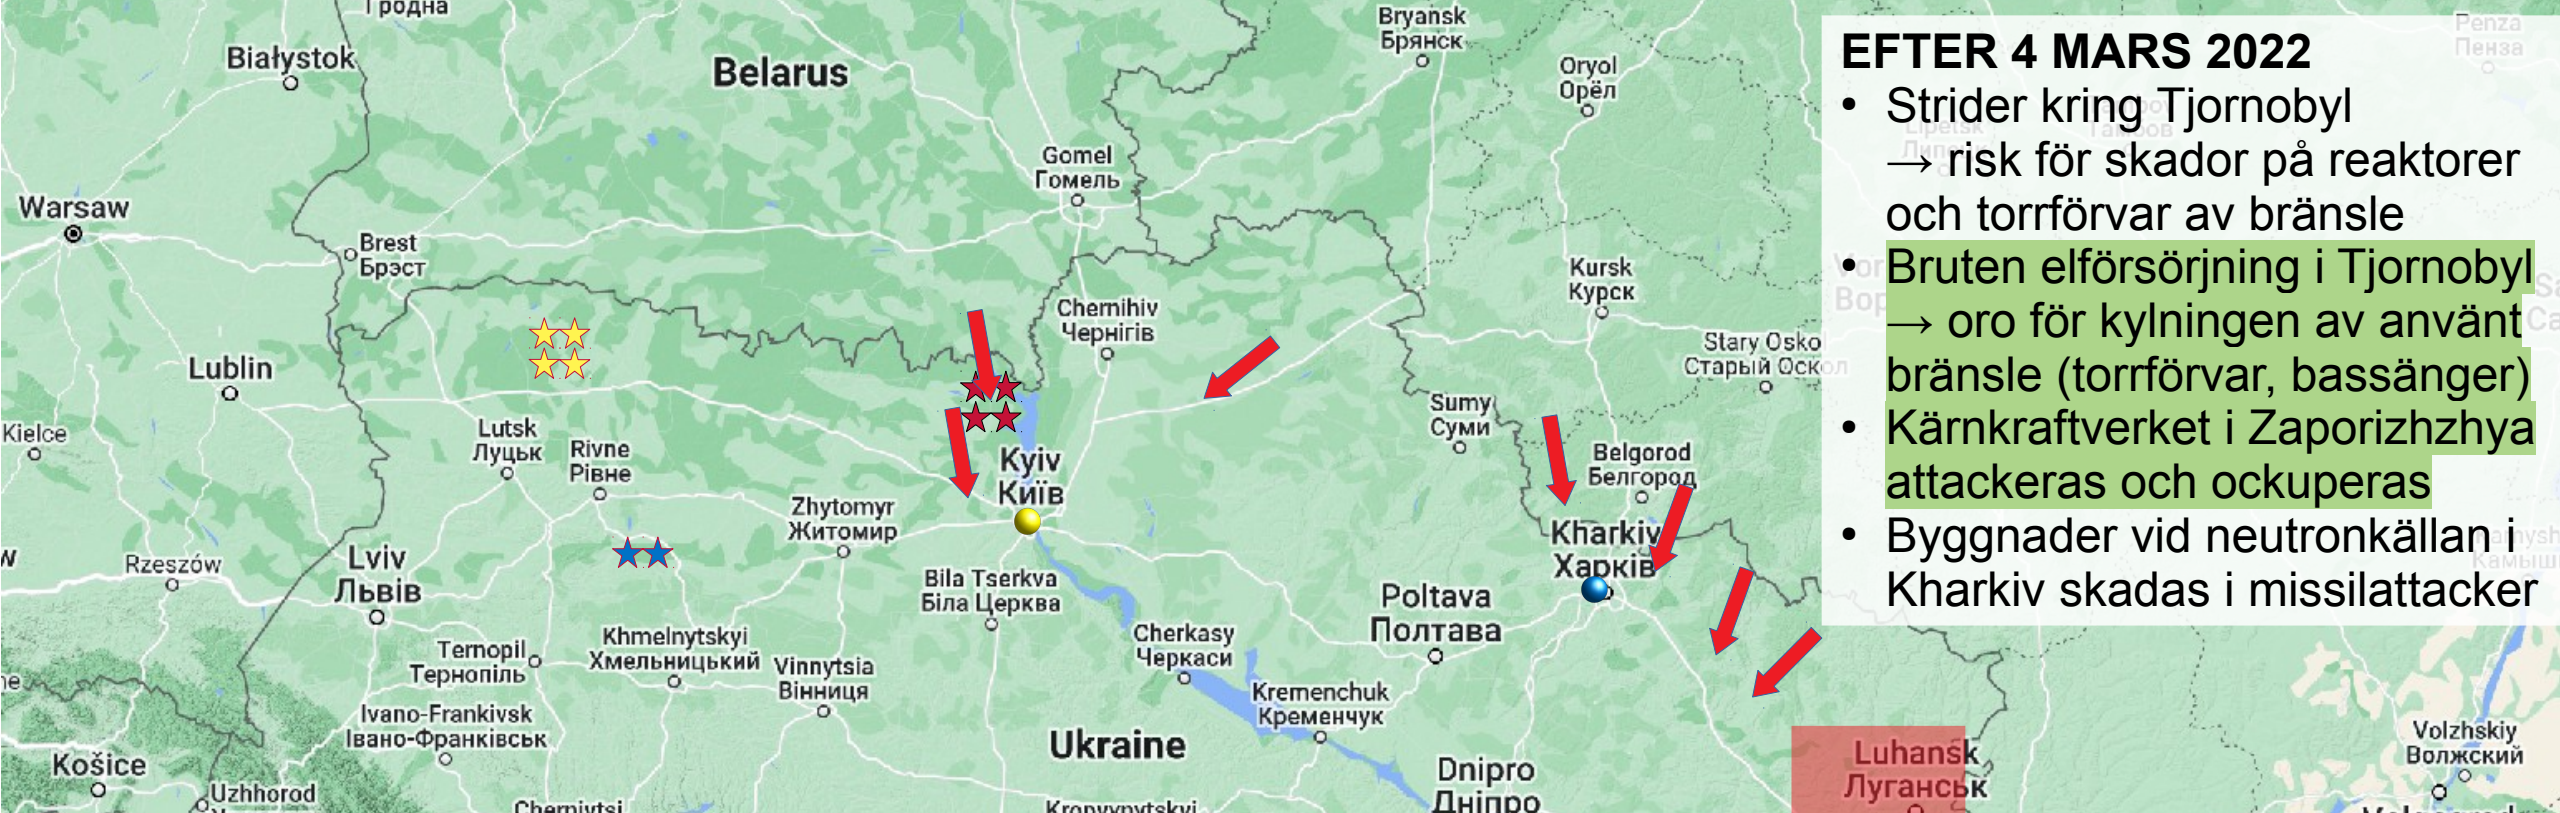 Гродна
Białystok
Belarus
Bryansk
Брянск
Oryol
Орёл
Penza
Пенза
EFTER 4 MARS 2022
• Strider kring Tjornobyl
→ risk för skador på reaktorer
och torrförvar av bränsle
• Bruten elförsörjning i Tjornobyl
→ oro för kylningen av använt
bränsle (torrförvar, bassänger)
• Kärnkraftverket i Zaporizhzhya
attackeras och ockuperas
• Byggnader vid neutronkällan i
Kharkiv skadas i missilattacker
Lipetsk
Тамбов
Gomel
Гомель
Warsaw
Brest
Брэст
Kursk
Курск
Chernihiv
Чернігів
Stary Oskol
Старый Оскол
Lublin
Sumy
Суми
Kielce
Lutsk
Луцьк
Rivne
Рівне
Kyiv
Київ
Belgorod
Белгород
Zhytomyr
Житомир
Kharkiv
Харків
Rzeszów
Lviv
Львів
Bila Tserkva
Біла Церква
Poltava
Полтава
Cherkasy
Черкаси
Ternopil
Тернопіль
Khmelnytskyi
Хмельницький
Vinnytsia
Вінниця
Kremenchuk
Кременчук
Ivano-Frankivsk
Івано-Франківськ
Ukraine
Luhansk
Луганськ
Volzhskiy
Волжский
Košice
Uzhhorod
Dnipro
Дніпро
Chernivtsi
Kropyvnytskyi